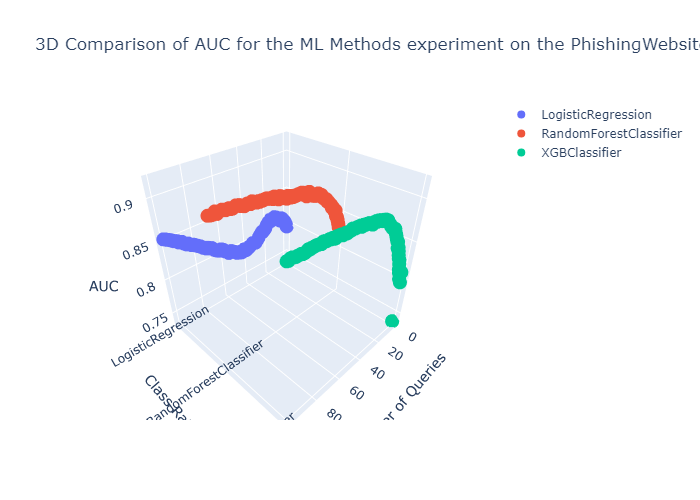 3D Comparison of AUC for the ML Methods experiment on the PhishingWebsite
LogisticRegression
RandomForestClassifier
XGBClassifier
0.9
0.85
0.8
0.75
AUC
LogisticRegression
RandomForestClassifier
0
20
40
60
80
of Queries